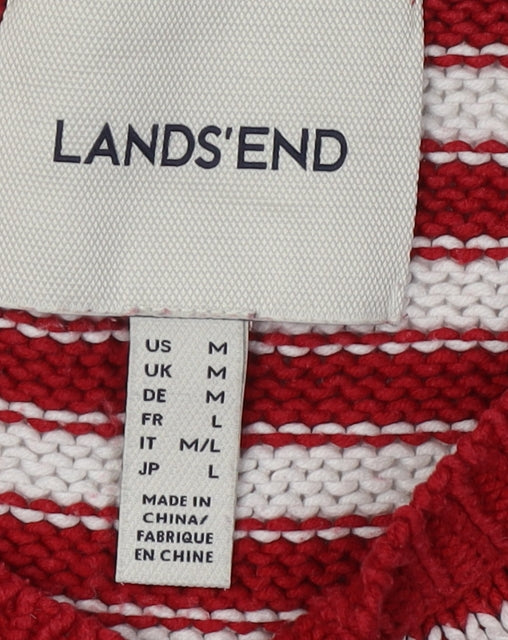 LANDS'END
US M
UK M
DE M
FR L
IT M/L
JP L
MADE IN
CHINA/
FABRIQUE
EN CHINE